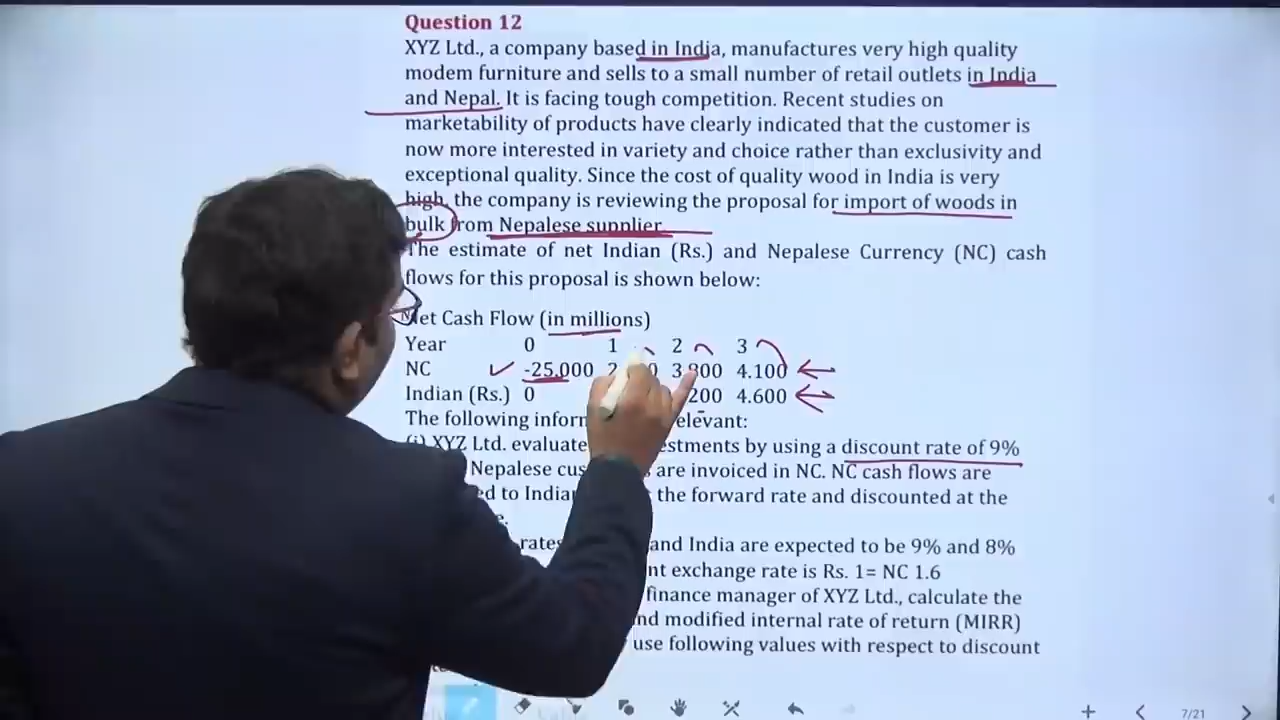 Question 12
XYZ Ltd., a company based in India, manufactures very high quality
modem furniture and sells to a small number of retail outlets in India
and Nepal. It is facing tough competition. Recent studies on
marketability of products have clearly indicated that the customer is
now more interested in variety and choice rather than exclusivity and
exceptional quality. Since the cost of quality wood in India is very
high, the company is reviewing the proposal for import of woods in
bulk from Nepalese supplier.
The estimate of net Indian (Rs.) and Nepalese Currency (NC) cash
flows for this proposal is shown below:
Net Cash Flow (in millions)
Year 0 1 2 3
NC -25.000 4.100
Indian (Rs.) 0 4.600
The following
(i) XYZ Ltd. by using a discount rate of 9%
Nepalese are invoiced in NC. NC cash flows are
to the forward rate and discounted at the
rates and India are expected to be 9% and 8%
exchange rate is Rs. 1= NC 1.6
finance manager of XYZ Ltd., calculate the
modified internal rate of return (MIRR)
use following values with respect to discount
7/21